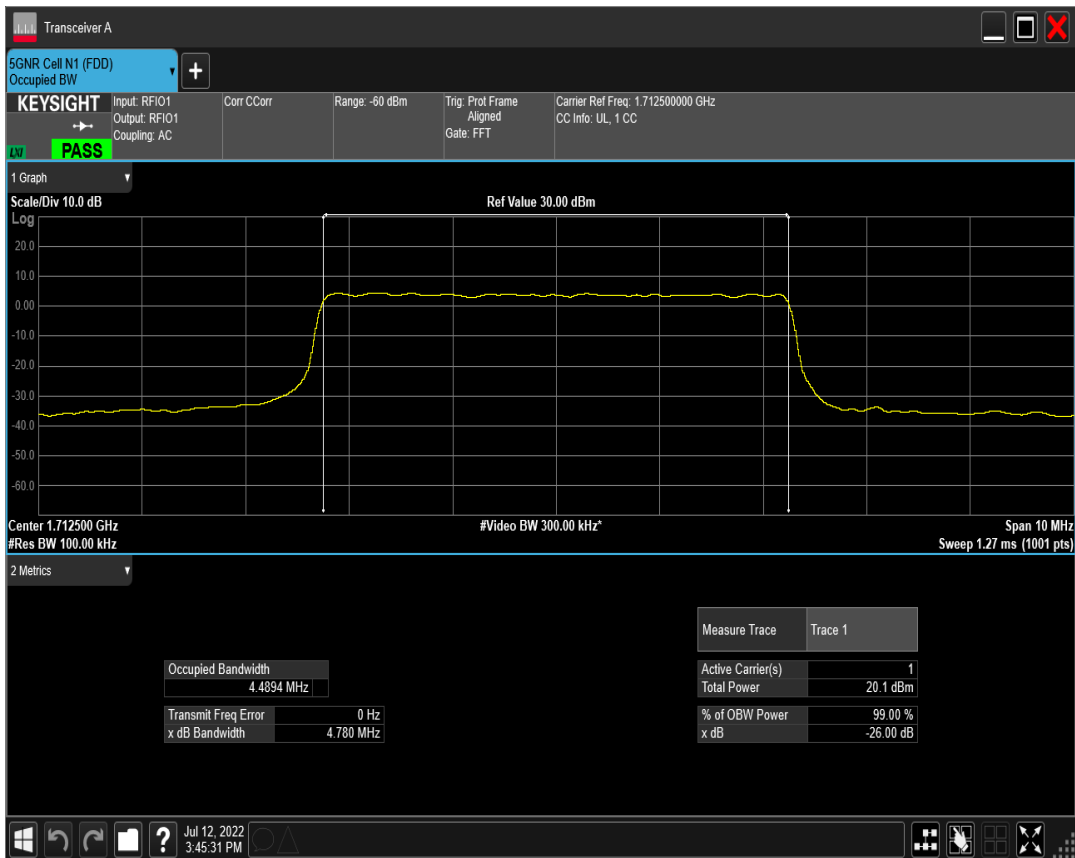 Transceiver A
5GNR Cell N1 (FDD)
Occupied BW
+
KEYSIGHT
LXI
PASS
Input: RFIO1
Output: RFIO1
Coupling: AC
Corr CCorr
Range: -60 dBm
Trig: Prot Frame
Aligned
Gate: FFT
Carrier Ref Freq: 1.712500000 GHz
CC Info: UL, 1 CC
1 Graph
Scale/Div 10.0 dB
Ref Value 30.00 dBm
Log
20.0
10.0
0.00
-10.0
-20.0
-30.0
-40.0
-50.0
-60.0
Center 1.712500 GHz
#Video BW 300.00 kHz*
Span 10 MHz
#Res BW 100.00 kHz
Sweep 1.27 ms (1001 pts)
2 Metrics
Measure Trace Trace 1
Occupied Bandwidth
4.4894 MHz
Active Carrier(s) 1
Total Power 20.1 dBm
Transmit Freq Error 0 Hz
x dB Bandwidth 4.780 MHz
% of OBW Power 99.00 %
x dB -26.00 dB
?
Jul 12, 2022
3:45:31 PM